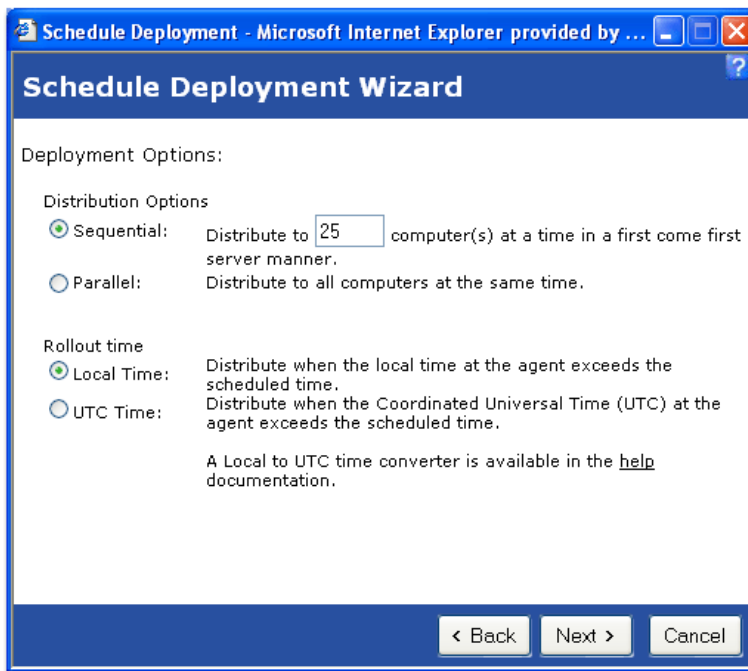 Schedule Deployment - Microsoft Internet Explorer provided by ...
?
Schedule Deployment Wizard
Deployment Options:
Distribution Options
Sequential: Distribute to 25 computer(s) at a time in a first come first
server manner.
Parallel: Distribute to all computers at the same time.
Rollout time
Local Time: Distribute when the local time at the agent exceeds the
scheduled time.
UTC Time: Distribute when the Coordinated Universal Time (UTC) at the
agent exceeds the scheduled time.
A Local to UTC time converter is available in the help
documentation.
< Back Next > Cancel